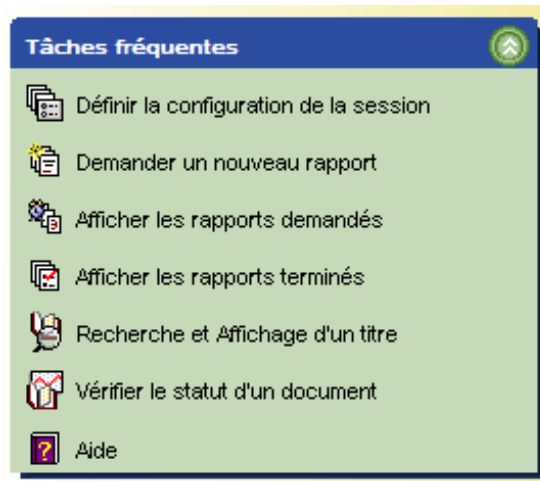 Tâches fréquentes
Définir la configuration de la session
Demander un nouveau rapport
Afficher les rapports demandés
Afficher les rapports terminés
Recherche et Affichage d'un titre
Vérifier le statut d'un document
Aide